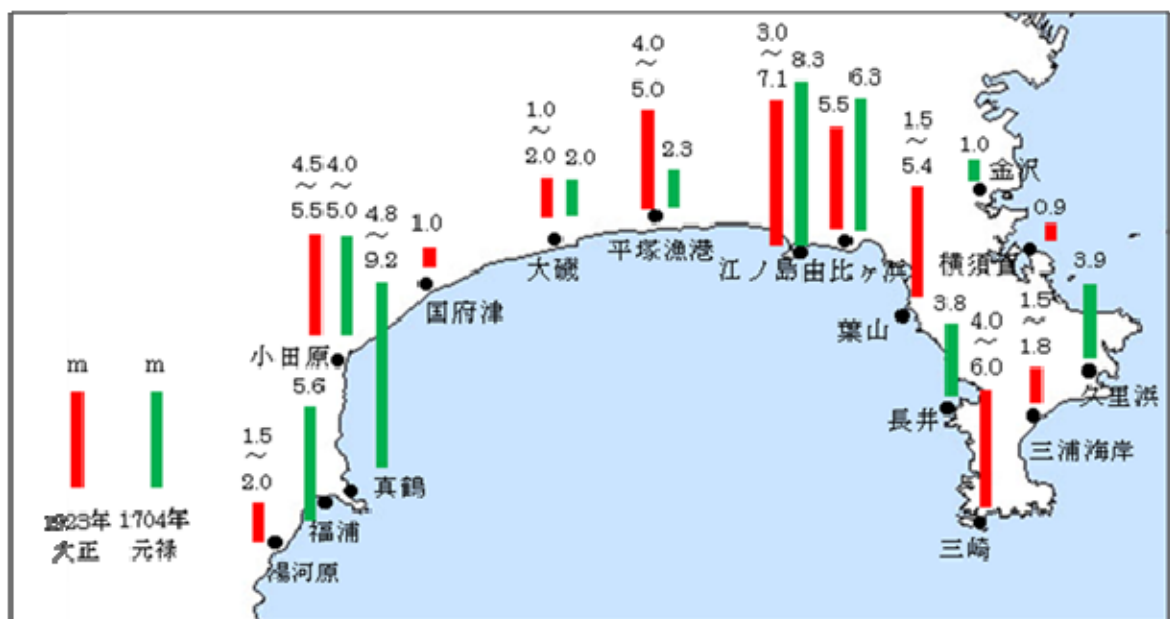 3.0
～
7.1
8.3
4.0
～
5.0
6.3
5.5
1.5
～
5.4
1.0
～
2.0
2.0
2.3
1.0
金沢
4.5
～
5.5
4.0
～
5.0
4.8
～
9.2
1.0
0.9
大磯
平塚漁港
江ノ島
由比ヶ浜
横須賀
3.9
国府津
葉山
3.8
4.0
～
6.0
1.5
～
1.8
小田原
5.6
m
m
久里浜
長井
三浦海岸
1.5
～
2.0
真鶴
福浦
三崎
湯河原
1923年
大正
1704年
元禄